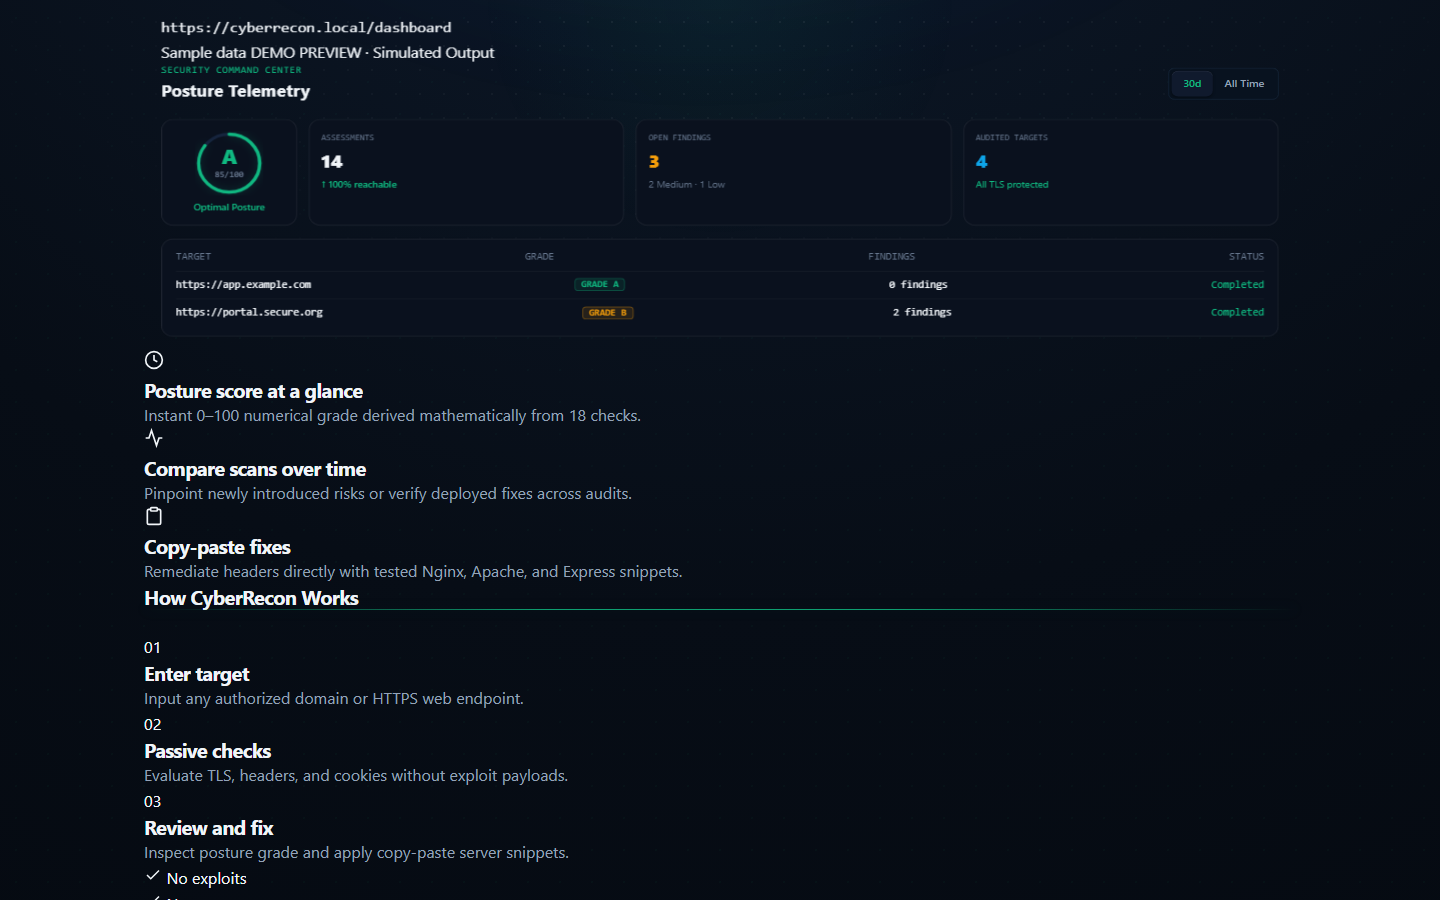 https://cyberrecon.local/dashboard
Sample data DEMO PREVIEW · Simulated Output
SECURITY COMMAND CENTER
Posture Telemetry
30d All Time
A
85/100
Optimal Posture
ASSESSMENTS
14
↑ 100% reachable
OPEN FINDINGS
3
2 Medium · 1 Low
AUDITED TARGETS
4
All TLS protected
TARGET GRADE FINDINGS STATUS
https://app.example.com GRADE A 0 findings Completed
https://portal.secure.org GRADE B 2 findings Completed
Posture score at a glance
Instant 0–100 numerical grade derived mathematically from 18 checks.
Compare scans over time
Pinpoint newly introduced risks or verify deployed fixes across audits.
Copy-paste fixes
Remediate headers directly with tested Nginx, Apache, and Express snippets.
How CyberRecon Works
01
Enter target
Input any authorized domain or HTTPS web endpoint.
02
Passive checks
Evaluate TLS, headers, and cookies without exploit payloads.
03
Review and fix
Inspect posture grade and apply copy-paste server snippets.
✓ No exploits